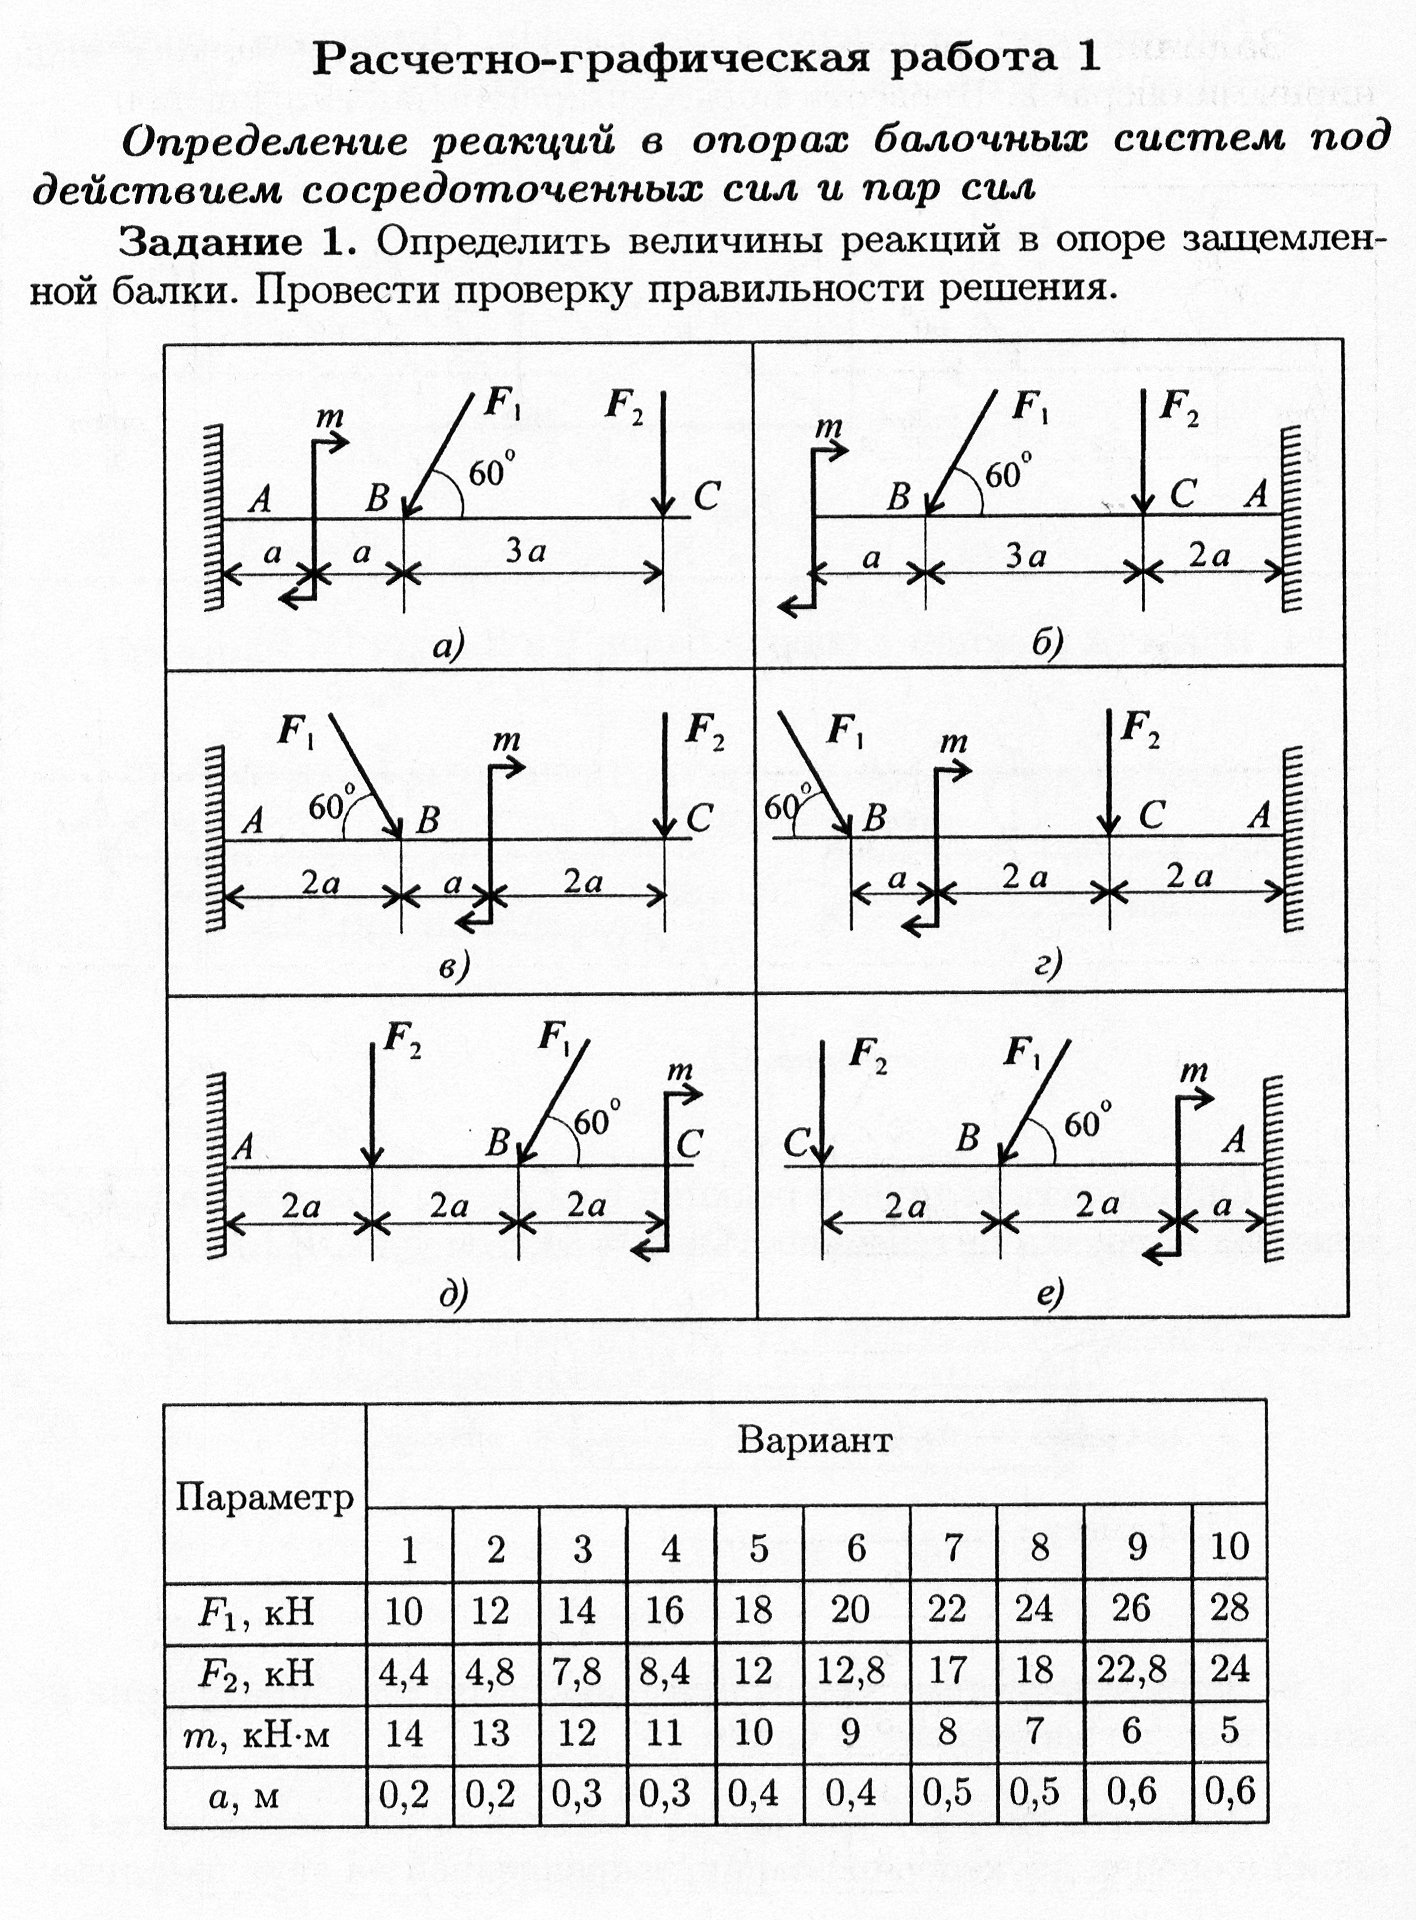 Расчетно-графическая работа 1
Определение реакций в опорах балочных систем под
действием сосредоточенных сил и пар сил
Задание 1. Определить величины реакций в опоре защемлен-
ной балки. Провести проверку правильности решения.
m F₁ F₂
A B 60° C
a a 3a
а)
m F₁ F₂
B 60° C A
a 3a 2a
б)
F₁ m F₂
A 60° B C
2a a 2a
в)
F₁ m F₂
60° B C A
a 2a 2a
г)
F₂ F₁ m
A B 60° C
2a 2a 2a
д)
F₂ F₁ m
C B 60° A
2a 2a a
е)
Параметр Вариант
1 2 3 4 5 6 7 8 9 10
F₁, кН 10 12 14 16 18 20 22 24 26 28
F₂, кН 4,4 4,8 7,8 8,4 12 12,8 17 18 22,8 24
m, кН·м 14 13 12 11 10 9 8 7 6 5
a, м 0,2 0,2 0,3 0,3 0,4 0,4 0,5 0,5 0,6 0,6